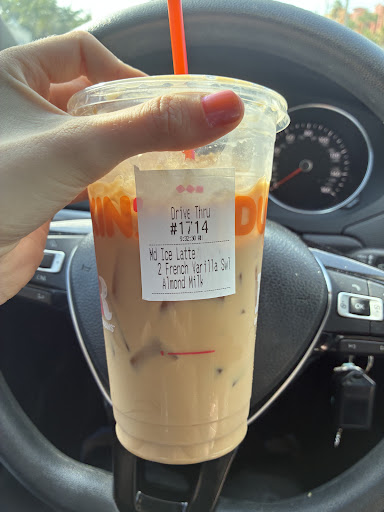 Drive Thru
#1714
Md Ice Latte
2 French Vanilla Swl
Almond Milk